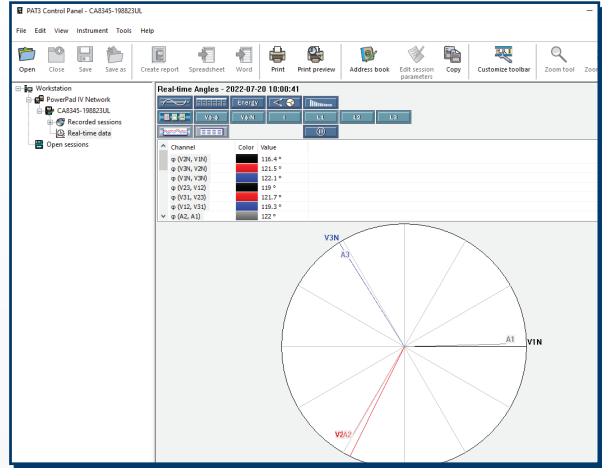 PAT3 Control Panel - CA8345-198823UL
File Edit View Instrument Tools Help
Open Close Save Save as Create report Spreadsheet Word Print Print preview Address book Edit session parameters Copy Customize toolbar Zoom tool Zoo
Workstation
PowerPad IV Network
CA8345-198823UL
Recorded sessions
Real-time data
Open sessions
Real-time Angles - 2022-07-20 10:00:41
Energy
L1 L2 L3
Channel Color Value
φ (V2N, V1N) 116.4 °
φ (V3N, V2N) 121.5 °
φ (V1N, V3N) 122.1 °
φ (V23, V12) 119 °
φ (V31, V23) 121.7 °
φ (V12, V31) 119.3 °
φ (A2, A1) 122 °
V3N
A3
A1 V1N
V2A2